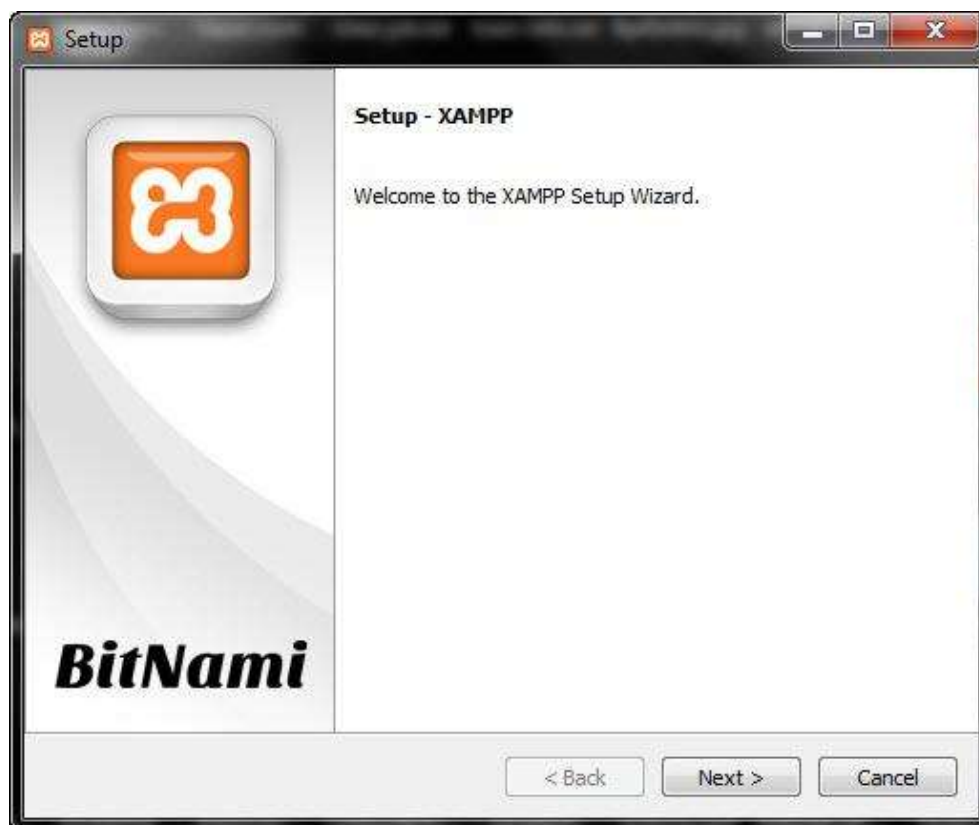 Setup
Setup - XAMPP
Welcome to the XAMPP Setup Wizard.
BitNami
< Back
Next >
Cancel